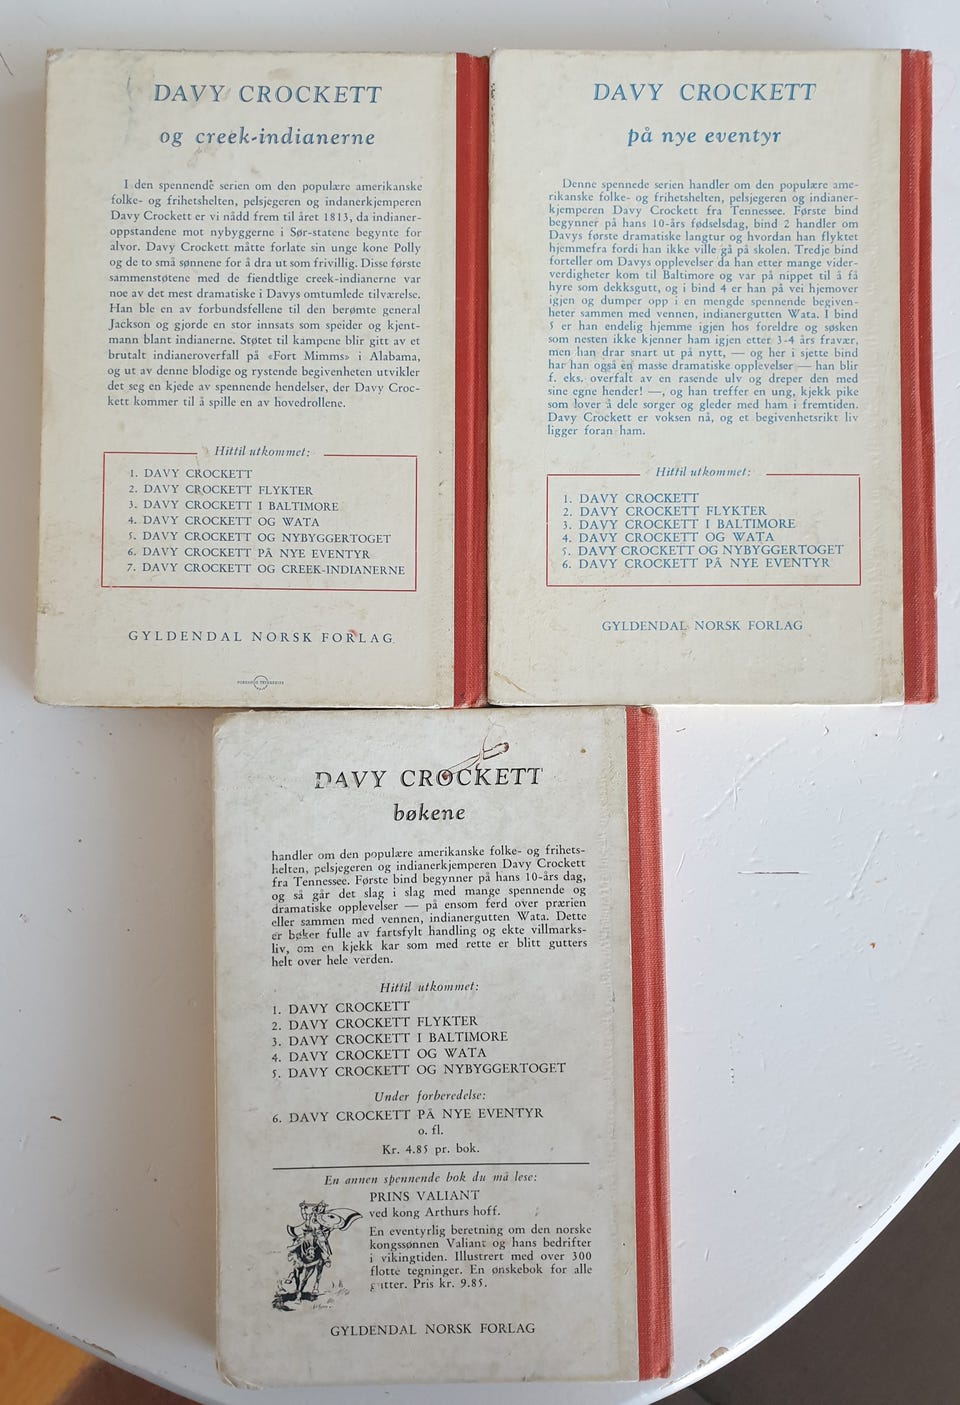 DAVY CROCKETT
og creek-indianerne
I den spennende serien om den populære amerikanske
folke- og frihetshelten, pelsjegeren og indanerkjemperen
Davy Crockett er vi nådd frem til året 1813, da indianer-
oppstandene mot nybyggerne i Sør-statene begynte for
alvor. Davy Crockett måtte forlate sin unge kone Polly
og de to små sønnene for å dra ut som frivillig. Disse første
sammenstøtene med de fiendtlige creek-indianerne var
noe av det mest dramatiske i Davys omtumlede tilværelse.
Han ble en av forbundsfellene til den berømte general
Jackson og gjorde en stor innsats som speider og kjent-
mann blant indianerne. Støtet til kampene blir gitt av et
brutalt indianeroverfall på «Fort Mimms» i Alabama,
og ut av denne blodige og rystende begivenheten utvikler
det seg en kjede av spennende hendelser, der Davy Croc-
kett kommer til å spille en av hovedrollene.
Hittil utkommet:
1. DAVY CROCKETT
2. DAVY CROCKETT FLYKTER
3. DAVY CROCKETT I BALTIMORE
4. DAVY CROCKETT OG WATA
5. DAVY CROCKETT OG NYBYGGERTOGET
6. DAVY CROCKETT PÅ NYE EVENTYR
7. DAVY CROCKETT OG CREEK-INDIANERNE
GYLDENDAL NORSK FORLAG
DAVY CROCKETT
på nye eventyr
Denne spennede serien handler om den populære ame-
rikanske folke- og frihetshelten, pelsjegeren og indianer-
kjemperen Davy Crockett fra Tennessee. Første bind
begynner på hans 10-års fødselsdag, bind 2 handler om
Davys første dramatiske langtur og hvordan han flyktet
hjemmefra fordi han ikke ville gå på skolen. Tredje bind
forteller om Davys opplevelser da han etter mange vider-
verdigheter kom til Baltimore og var på nippet til å få
hyre som dekksgutt, og i bind 4 er han på vei hjemover
igjen og dumper opp i en mengde spennende begiven-
heter sammen med vennen, indianergutten Wata. I bind
5 er han endelig hjemme igjen hos foreldre og søsken
som nesten ikke kjenner ham igjen etter 3-4 års fravær,
men han drar snart ut på nytt, — og her i sjette bind
har han også en masse dramatiske opplevelser — han blir
f. eks. overfalt av en rasende ulv og dreper den med
sine egne hender! —, og han treffer en ung, kjekk pike
som lover å dele sorger og gleder med ham i fremtiden.
Davy Crockett er voksen nå, og et begivenhetsrikt liv
ligger foran ham.
Hittil utkommet:
1. DAVY CROCKETT
2. DAVY CROCKETT FLYKTER
3. DAVY CROCKETT I BALTIMORE
4. DAVY CROCKETT OG WATA
5. DAVY CROCKETT OG NYBYGGERTOGET
6. DAVY CROCKETT PÅ NYE EVENTYR
GYLDENDAL NORSK FORLAG
DAVY CROCKETT
bøkene
handler om den populære amerikanske folke- og frihets-
helten, pelsjegeren og indianerkjemperen Davy Crockett
fra Tennessee. Første bind begynner på hans 10-års dag,
og så går det slag i slag med mange spennende og
dramatiske opplevelser — på ensom ferd over prærien
eller sammen med vennen, indianergutten Wata. Dette
er bøker fulle av fartsfylt handling og ekte villmarks-
liv, om en kjekk kar som med rette er blitt gutters
helt over hele verden.
Hittil utkommet:
1. DAVY CROCKETT
2. DAVY CROCKETT FLYKTER
3. DAVY CROCKETT I BALTIMORE
4. DAVY CROCKETT OG WATA
5. DAVY CROCKETT OG NYBYGGERTOGET
Under forberedelse:
6. DAVY CROCKETT PÅ NYE EVENTYR
o. fl.
Kr. 4.85 pr. bok.
En annen spennende bok du må lese:
PRINS VALIANT
ved kong Arthurs hoff.
En eventyrlig beretning om den norske
kongssønnen Valiant og hans bedrifter
i vikingtiden. Illustrert med over 300
flotte tegninger. En ønskebok for alle
gutter. Pris kr. 9.85.
GYLDENDAL NORSK FORLAG